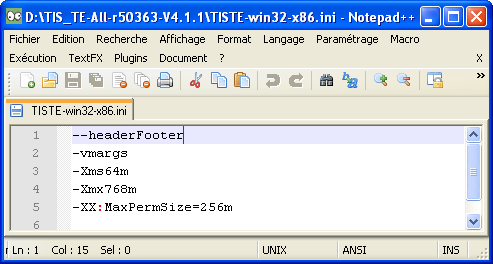 D:\TIS_TE-All-r50363-V4.1.1\TISTE-win32-x86.ini - Notepad++
Fichier Edition Recherche Affichage Format Langage Paramétrage Macro
Exécution TextFX Plugins Document ? X
TISTE-win32-x86.ini
1 --headerFooter
2 -vmargs
3 -Xms64m
4 -Xmx768m
5 -XX:MaxPermSize=256m
6
Ln : 1 Col : 15 Sel : 0 UNIX ANSI INS